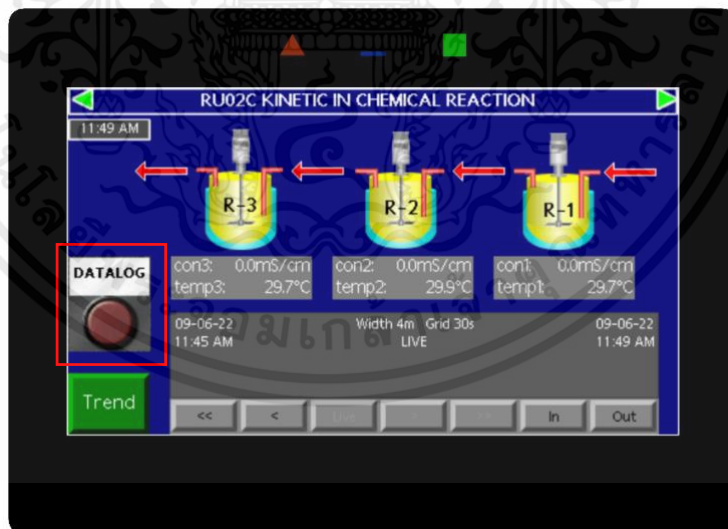 RU02C KINETIC IN CHEMICAL REACTION
11:49 AM
R-3
R-2
R-1
DATALOG
con3: 0.0mS/cm
temp3: 29.7°C
con2: 0.0mS/cm
temp2: 29.9°C
con1: 0.0mS/cm
temp1: 29.7°C
09-06-22
11:45 AM
Width 4m Grid 30s
LIVE
09-06-22
11:49 AM
Trend
<<
<
Live
>
>>
In
Out